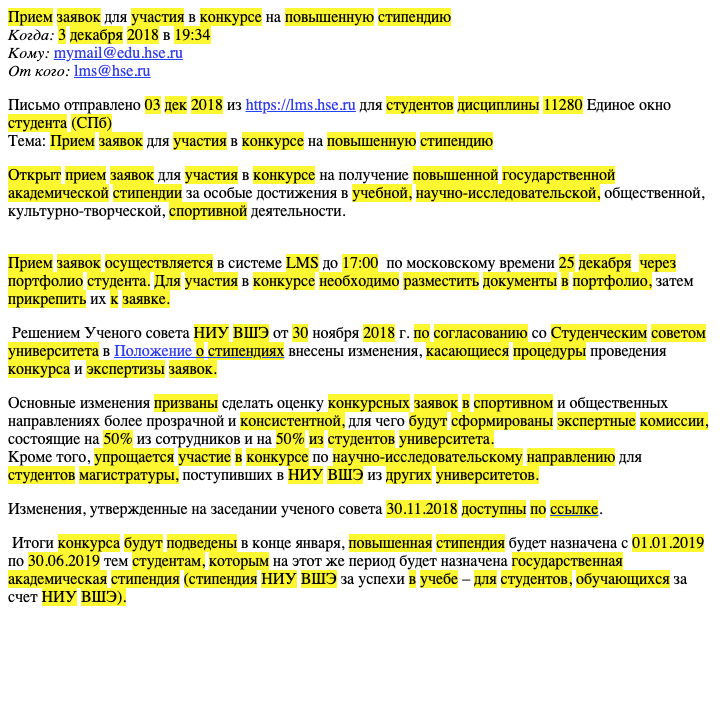 Прием заявок для участия в конкурсе на повышенную стипендию
Когда: 3 декабря 2018 в 19:34
Кому: mymail@edu.hse.ru
От кого: lms@hse.ru
Письмо отправлено 03 дек 2018 из https://lms.hse.ru для студентов дисциплины 11280 Единое окно
студента (СПб)
Тема: Прием заявок для участия в конкурсе на повышенную стипендию
Открыт прием заявок для участия в конкурсе на получение повышенной государственной
академической стипендии за особые достижения в учебной, научно-исследовательской, общественной,
культурно-творческой, спортивной деятельности.
Прием заявок осуществляется в системе LMS до 17:00 по московскому времени 25 декабря через
портфолио студента. Для участия в конкурсе необходимо разместить документы в портфолио, затем
прикрепить их к заявке.
Решением Ученого совета НИУ ВШЭ от 30 ноября 2018 г. по согласованию со Студенческим советом
университета в Положение о стипендиях внесены изменения, касающиеся процедуры проведения
конкурса и экспертизы заявок.
Основные изменения призваны сделать оценку конкурсных заявок в спортивном и общественных
направлениях более прозрачной и консистентной, для чего будут сформированы экспертные комиссии,
состоящие на 50% из сотрудников и на 50% из студентов университета.
Кроме того, упрощается участие в конкурсе по научно-исследовательскому направлению для
студентов магистратуры, поступивших в НИУ ВШЭ из других университетов.
Изменения, утвержденные на заседании ученого совета 30.11.2018 доступны по ссылке.
Итоги конкурса будут подведены в конце января, повышенная стипендия будет назначена с 01.01.2019
по 30.06.2019 тем студентам, которым на этот же период будет назначена государственная
академическая стипендия (стипендия НИУ ВШЭ за успехи в учебе – для студентов, обучающихся за
счет НИУ ВШЭ).